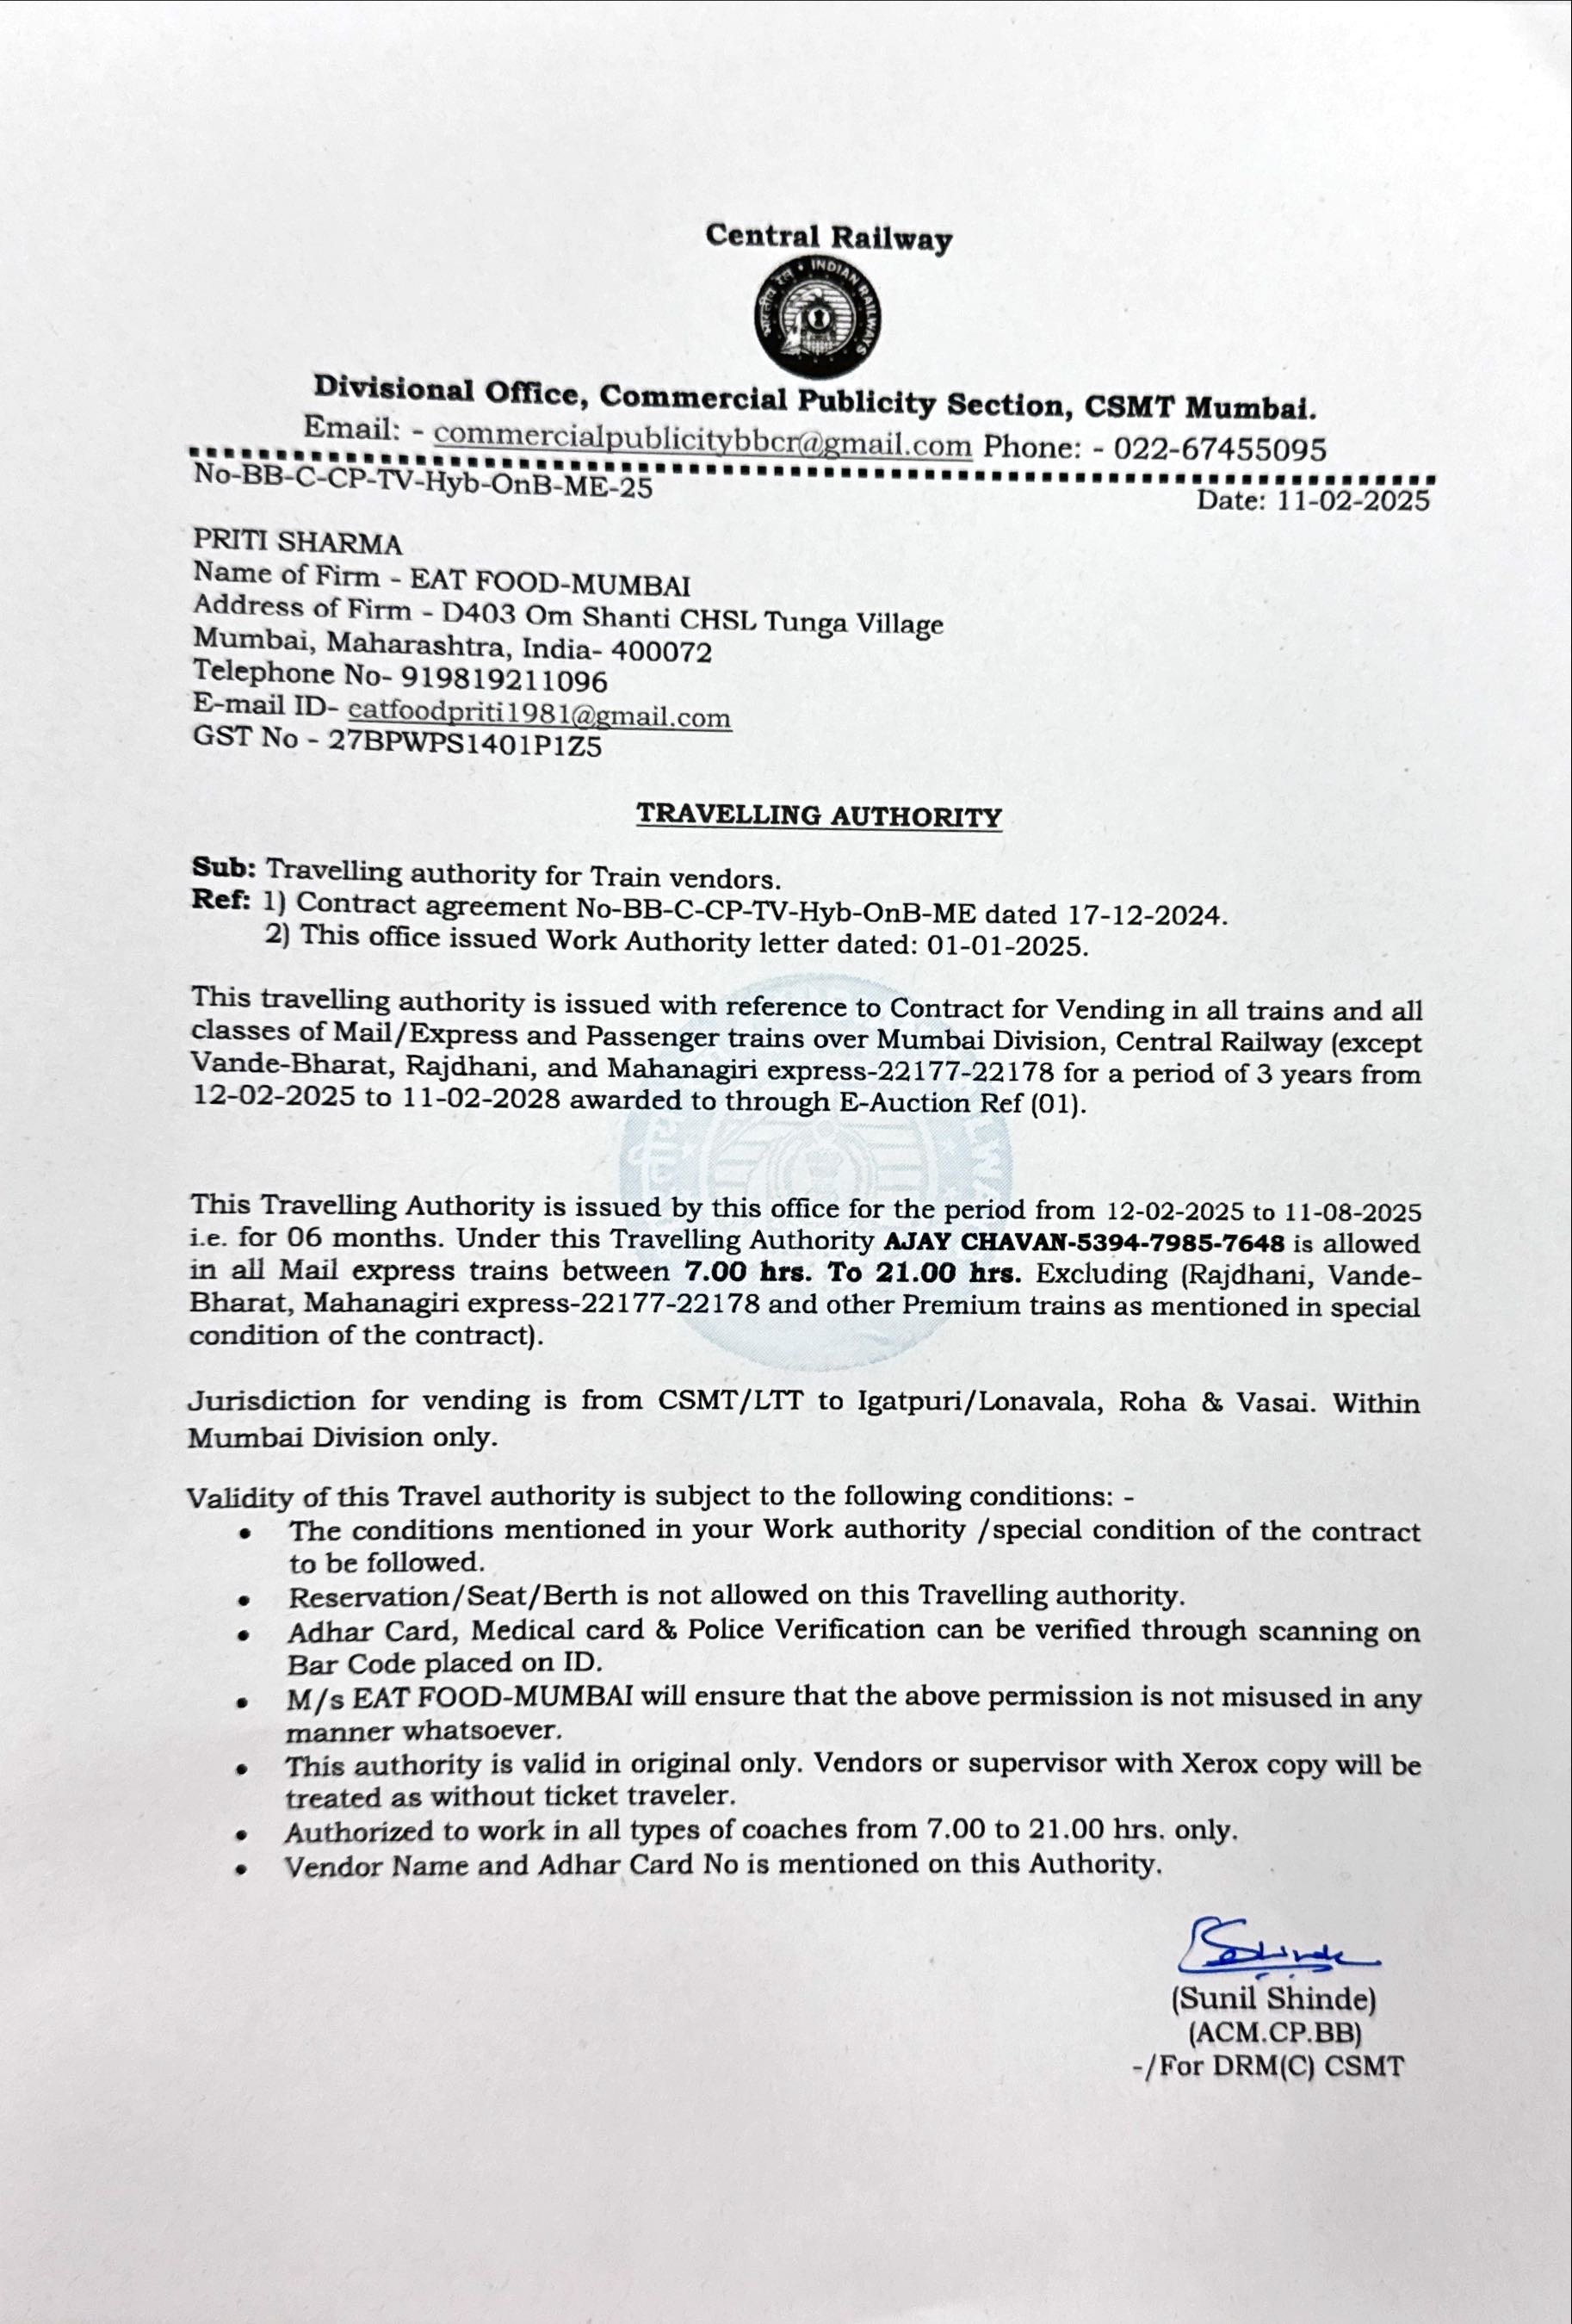 Central Railway
भारतीय रेल • INDIAN RAILWAYS
Divisional Office, Commercial Publicity Section, CSMT Mumbai.
Email: - commercialpublicitybbcr@gmail.com Phone: - 022-67455095
No-BB-C-CP-TV-Hyb-OnB-ME-25
Date: 11-02-2025
PRITI SHARMA
Name of Firm - EAT FOOD-MUMBAI
Address of Firm - D403 Om Shanti CHSL Tunga Village
Mumbai, Maharashtra, India- 400072
Telephone No- 919819211096
E-mail ID- eatfoodpriti1981@gmail.com
GST No - 27BPWPS1401P1Z5
TRAVELLING AUTHORITY
Sub: Travelling authority for Train vendors.
Ref: 1) Contract agreement No-BB-C-CP-TV-Hyb-OnB-ME dated 17-12-2024.
2) This office issued Work Authority letter dated: 01-01-2025.
This travelling authority is issued with reference to Contract for Vending in all trains and all
classes of Mail/Express and Passenger trains over Mumbai Division, Central Railway (except
Vande-Bharat, Rajdhani, and Mahanagiri express-22177-22178 for a period of 3 years from
12-02-2025 to 11-02-2028 awarded to through E-Auction Ref (01).
This Travelling Authority is issued by this office for the period from 12-02-2025 to 11-08-2025
i.e. for 06 months. Under this Travelling Authority AJAY CHAVAN-5394-7985-7648 is allowed
in all Mail express trains between 7.00 hrs. To 21.00 hrs. Excluding (Rajdhani, Vande-
Bharat, Mahanagiri express-22177-22178 and other Premium trains as mentioned in special
condition of the contract).
Jurisdiction for vending is from CSMT/LTT to Igatpuri/Lonavala, Roha & Vasai. Within
Mumbai Division only.
Validity of this Travel authority is subject to the following conditions: -
• The conditions mentioned in your Work authority /special condition of the contract
to be followed.
• Reservation/Seat/Berth is not allowed on this Travelling authority.
• Adhar Card, Medical card & Police Verification can be verified through scanning on
Bar Code placed on ID.
• M/s EAT FOOD-MUMBAI will ensure that the above permission is not misused in any
manner whatsoever.
• This authority is valid in original only. Vendors or supervisor with Xerox copy will be
treated as without ticket traveler.
• Authorized to work in all types of coaches from 7.00 to 21.00 hrs. only.
• Vendor Name and Adhar Card No is mentioned on this Authority.
(Sunil Shinde)
(ACM.CP.BB)
-/For DRM(C) CSMT